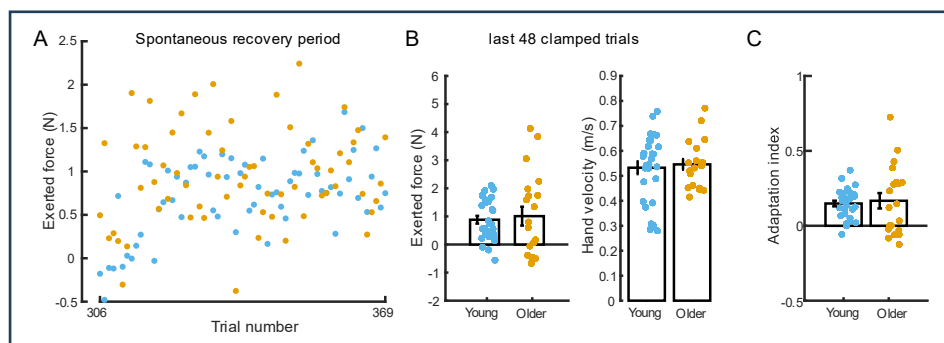 A
Spontaneous recovery period
Exerted force (N)
2.5
2
1.5
1
0.5
0
-0.5
306
369
Trial number
B
last 48 clamped trials
Exerted force (N)
6
5
4
3
2
1
0
-1
-2
Young
Older
Hand velocity (m/s)
0.9
0.8
0.7
0.6
0.5
0.4
0.3
0.2
0.1
0
Young
Older
C
Adaptation index
1
0.5
0
-0.5
Young
Older